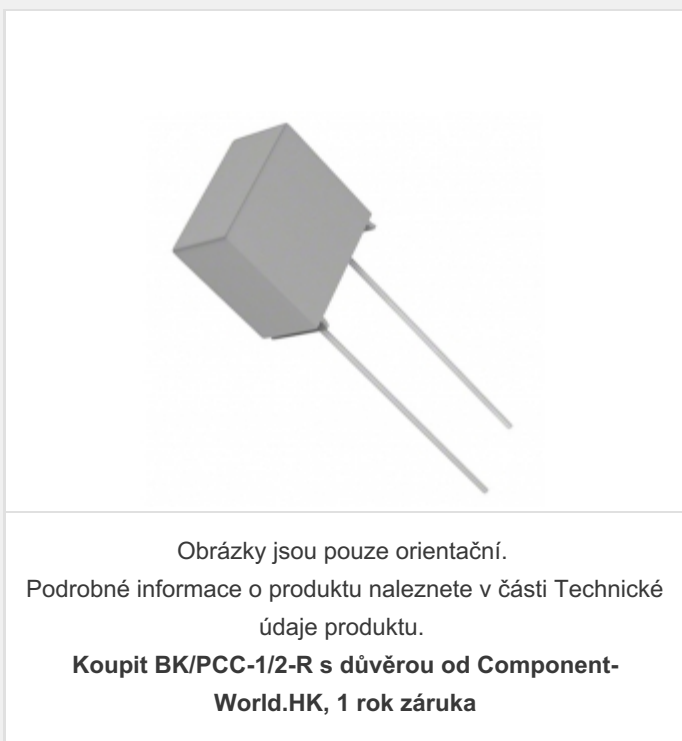 Obrázky jsou pouze orientační.
Podrobné informace o produktu naleznete v části Technické
údaje produktu.
Koupit BK/PCC-1/2-R s důvěrou od Component-
World.HK, 1 rok záruka